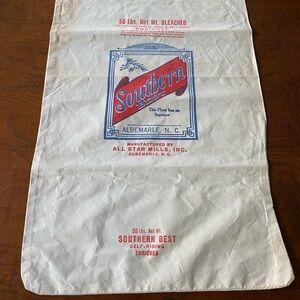 50 Lbs. Net Wt. BLEACHED
Southern
This Flour has no
Superior
ALBEMARLE, N. C.
MANUFACTURED BY
ALL STAR MILLS, INC.
ALBEMARLE, N. C.
50 Lbs. Net Wt.
SOUTHERN BEST
SELF-RISING
ENRICHED